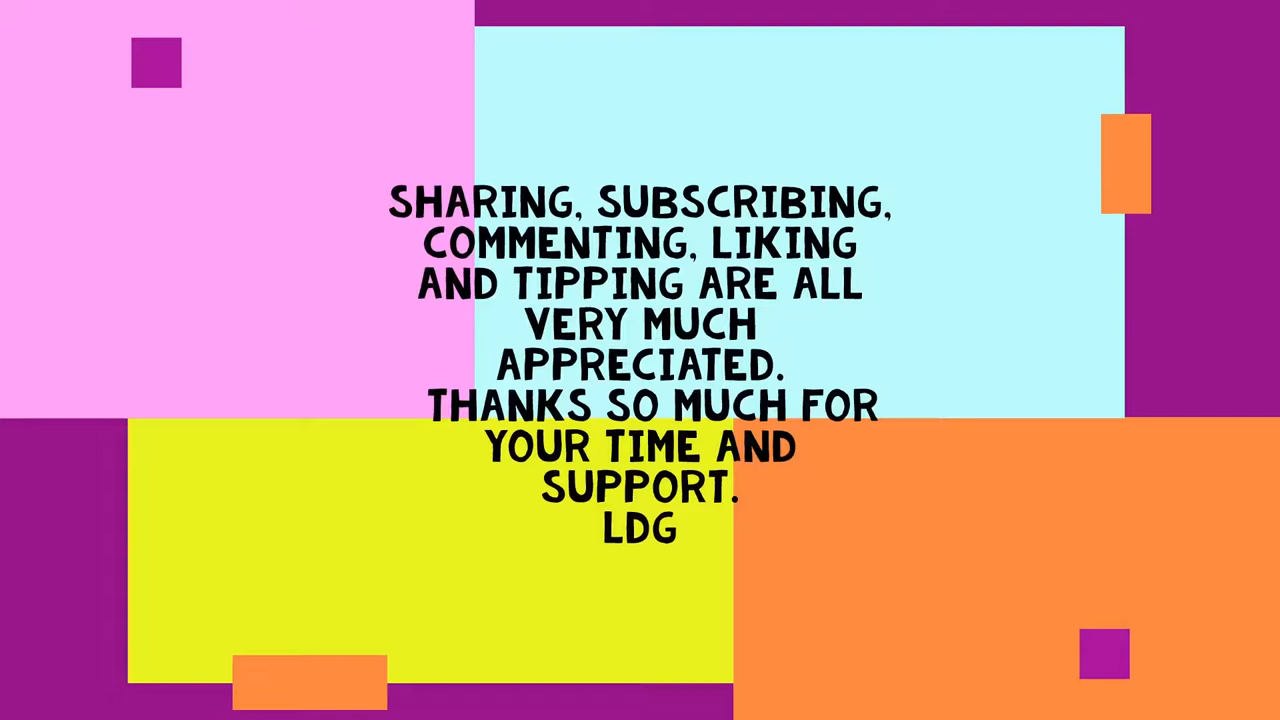 SHARING, SUBSCRIBING,
COMMENTING, LIKING
AND TIPPING ARE ALL
VERY MUCH
APPRECIATED.
THANKS SO MUCH FOR
YOUR TIME AND
SUPPORT.
LDG